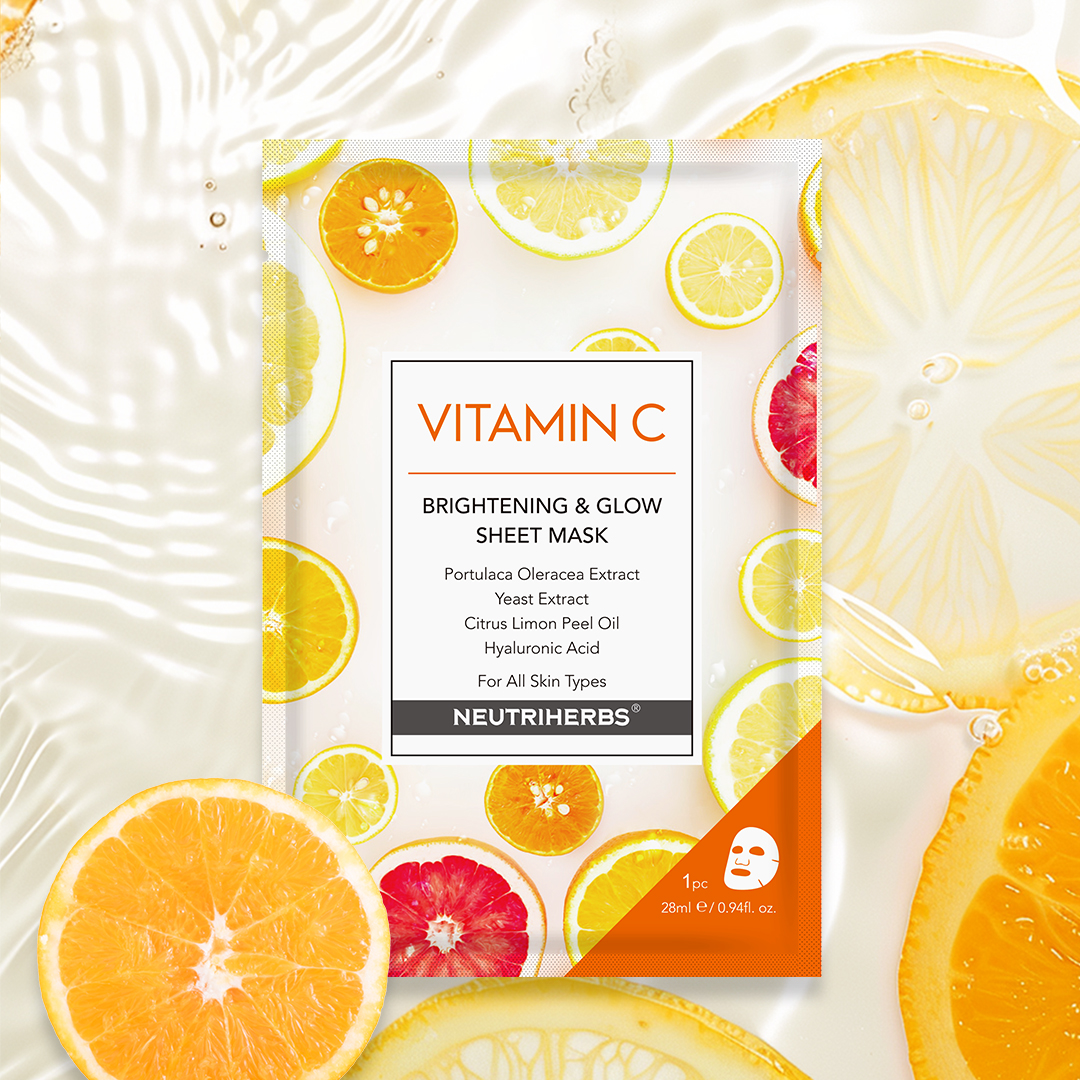 VITAMIN C
BRIGHTENING & GLOW
SHEET MASK
Portulaca Oleracea Extract
Yeast Extract
Citrus Limon Peel Oil
Hyaluronic Acid
For All Skin Types
NEUTRIHERBS®
1pc
28ml ℮/ 0.94fl. oz.